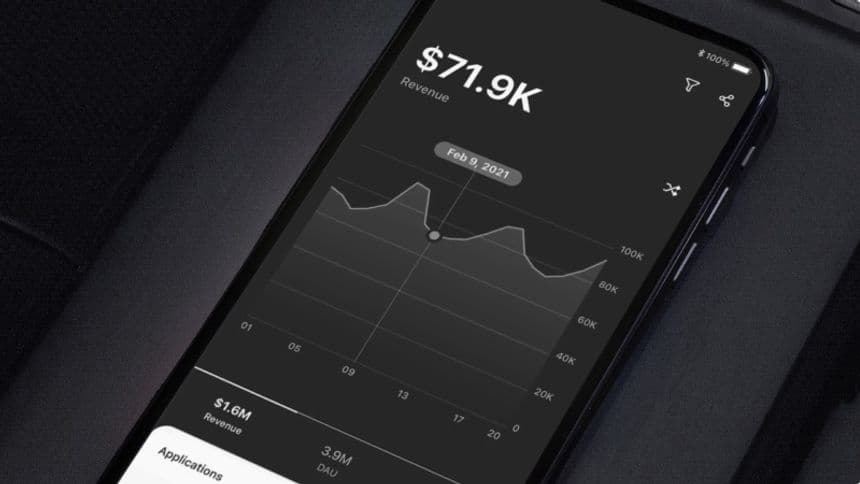 100%
$71.9K
Revenue
Feb 9, 2021
100K
80K
60K
40K
20K
0
01
05
09
13
17
20
$1.6M
Revenue
3.9M
DAU
Applications